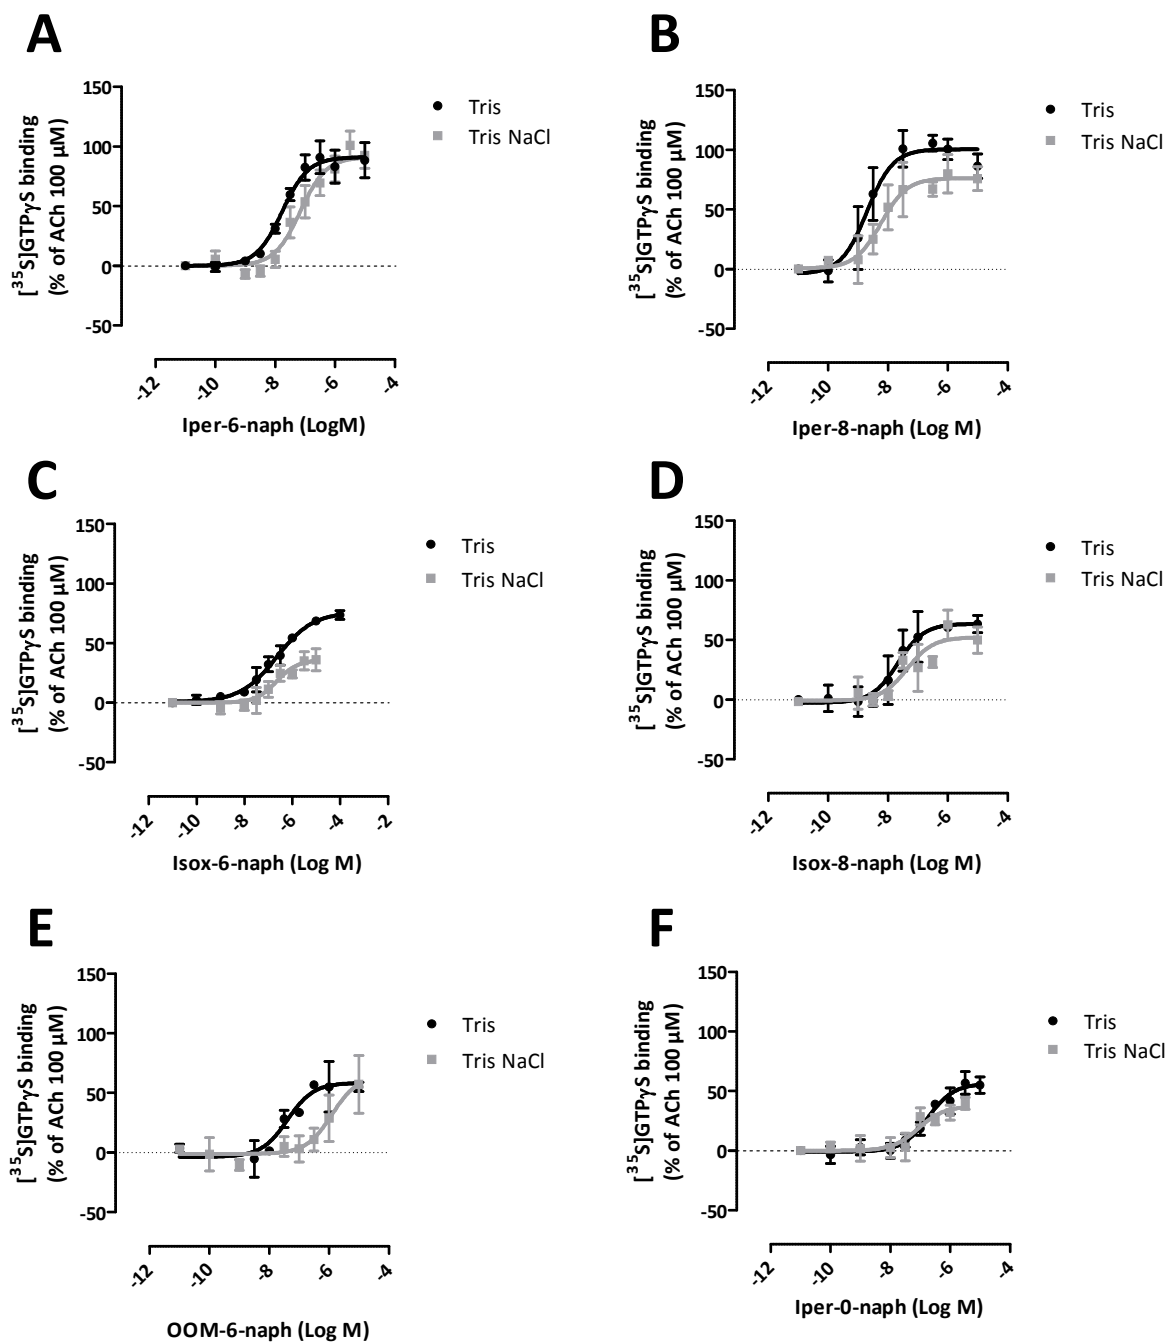 A
[³⁵S]GTPγS binding
(% of ACh 100 µM)
150
100
50
0
-50
-12
-10
-8
-6
-4
Iper-6-naph (LogM)
Tris
Tris NaCl
B
[³⁵S]GTPγS binding
(% of ACh 100 µM)
150
100
50
0
-50
-12
-10
-8
-6
-4
Iper-8-naph (Log M)
Tris
Tris NaCl
C
[³⁵S]GTPγS binding
(% of ACh 100 µM)
150
100
50
0
-50
-12
-10
-8
-6
-4
-2
Isox-6-naph (Log M)
Tris
Tris NaCl
D
[³⁵S]GTPγS binding
(% of ACh 100 µM)
150
100
50
0
-50
-12
-10
-8
-6
-4
Isox-8-naph (Log M)
Tris
Tris NaCl
E
[³⁵S]GTPγS binding
(% of ACh 100 µM)
150
100
50
0
-50
-12
-10
-8
-6
-4
OOM-6-naph (Log M)
Tris
Tris NaCl
F
[³⁵S]GTPγS binding
(% of ACh 100 µM)
150
100
50
0
-50
-12
-10
-8
-6
-4
Iper-0-naph (Log M)
Tris
Tris NaCl